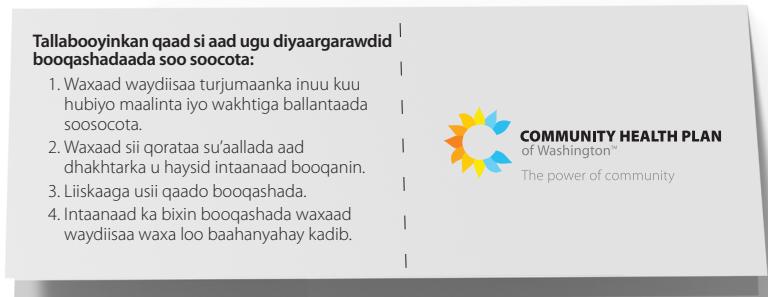 Tallabooyinkan qaad si aad ugu diyaargarawdid
booqashadaada soo socota:
1. Waxaad waydiisaa turjumaanka inuu kuu
hubiyo maalinta iyo wakhtiga ballantaada
soosocota.
2. Waxaad sii qorataa su’aallada aad
dhakhtarka u haysid intaanaad booqanin.
3. Liiskaaga usii qaado booqashada.
4. Intaanaad ka bixin booqashada waxaad
waydiisaa waxa loo baahanyahay kadib.
COMMUNITY HEALTH PLAN
of Washington™
The power of community